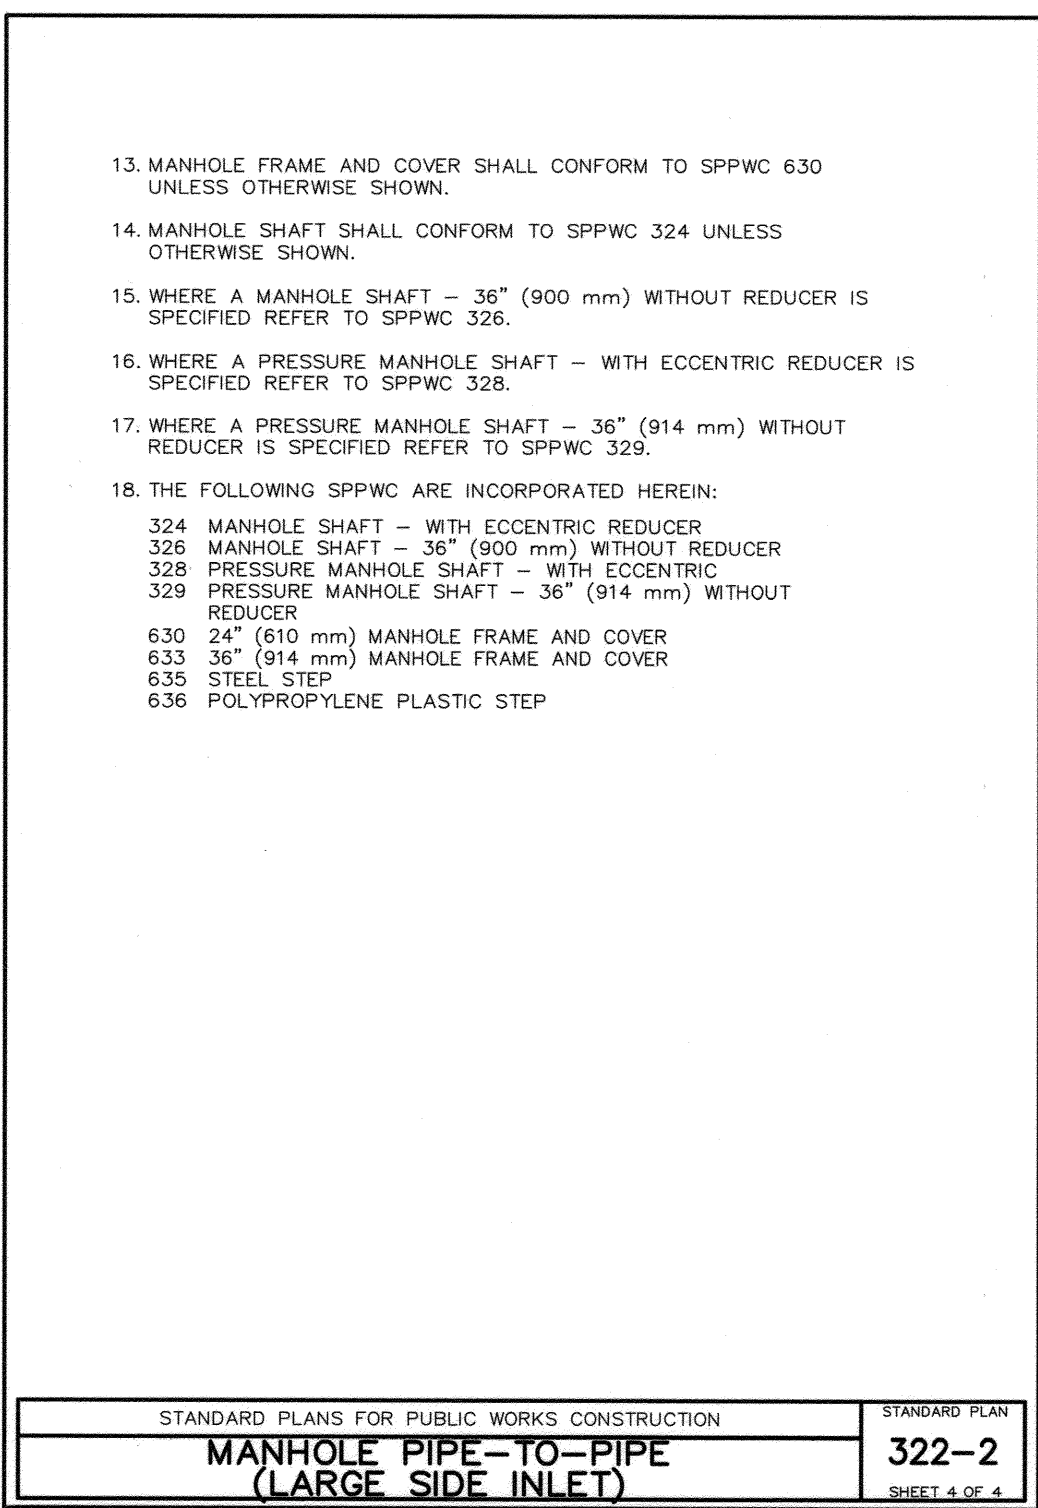 13. MANHOLE FRAME AND COVER SHALL CONFORM TO SPPWC 630
UNLESS OTHERWISE SHOWN.
14. MANHOLE SHAFT SHALL CONFORM TO SPPWC 324 UNLESS
OTHERWISE SHOWN.
15. WHERE A MANHOLE SHAFT – 36" (900 mm) WITHOUT REDUCER IS
SPECIFIED REFER TO SPPWC 326.
16. WHERE A PRESSURE MANHOLE SHAFT – WITH ECCENTRIC REDUCER IS
SPECIFIED REFER TO SPPWC 328.
17. WHERE A PRESSURE MANHOLE SHAFT – 36" (914 mm) WITHOUT
REDUCER IS SPECIFIED REFER TO SPPWC 329.
18. THE FOLLOWING SPPWC ARE INCORPORATED HEREIN:
324 MANHOLE SHAFT – WITH ECCENTRIC REDUCER
326 MANHOLE SHAFT – 36" (900 mm) WITHOUT REDUCER
328 PRESSURE MANHOLE SHAFT – WITH ECCENTRIC
329 PRESSURE MANHOLE SHAFT – 36" (914 mm) WITHOUT
REDUCER
630 24" (610 mm) MANHOLE FRAME AND COVER
633 36" (914 mm) MANHOLE FRAME AND COVER
635 STEEL STEP
636 POLYPROPYLENE PLASTIC STEP
STANDARD PLANS FOR PUBLIC WORKS CONSTRUCTION
MANHOLE PIPE–TO–PIPE
(LARGE SIDE INLET)
STANDARD PLAN
322–2
SHEET 4 OF 4